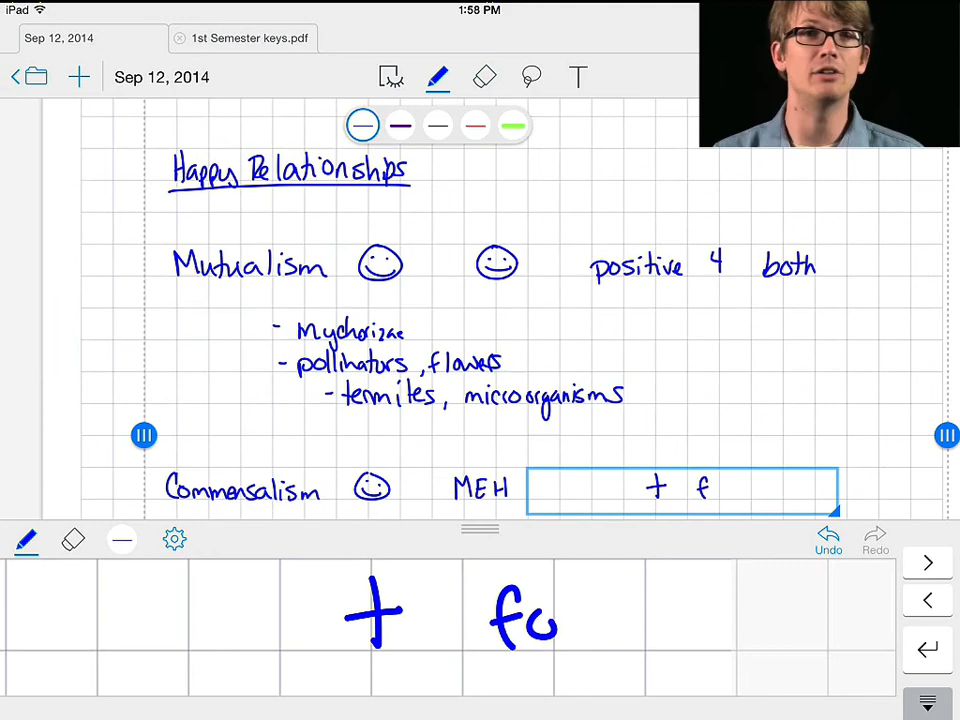 iPad 1:58 PM
Sep 12, 2014 1st Semester keys.pdf
Sep 12, 2014 T
Happy Relationships
Mutualism positive 4 both
- Mychorizae
- pollinators, flowers
- termites, microorganisms
Commensalism MEH + f
Undo Redo
+ fo